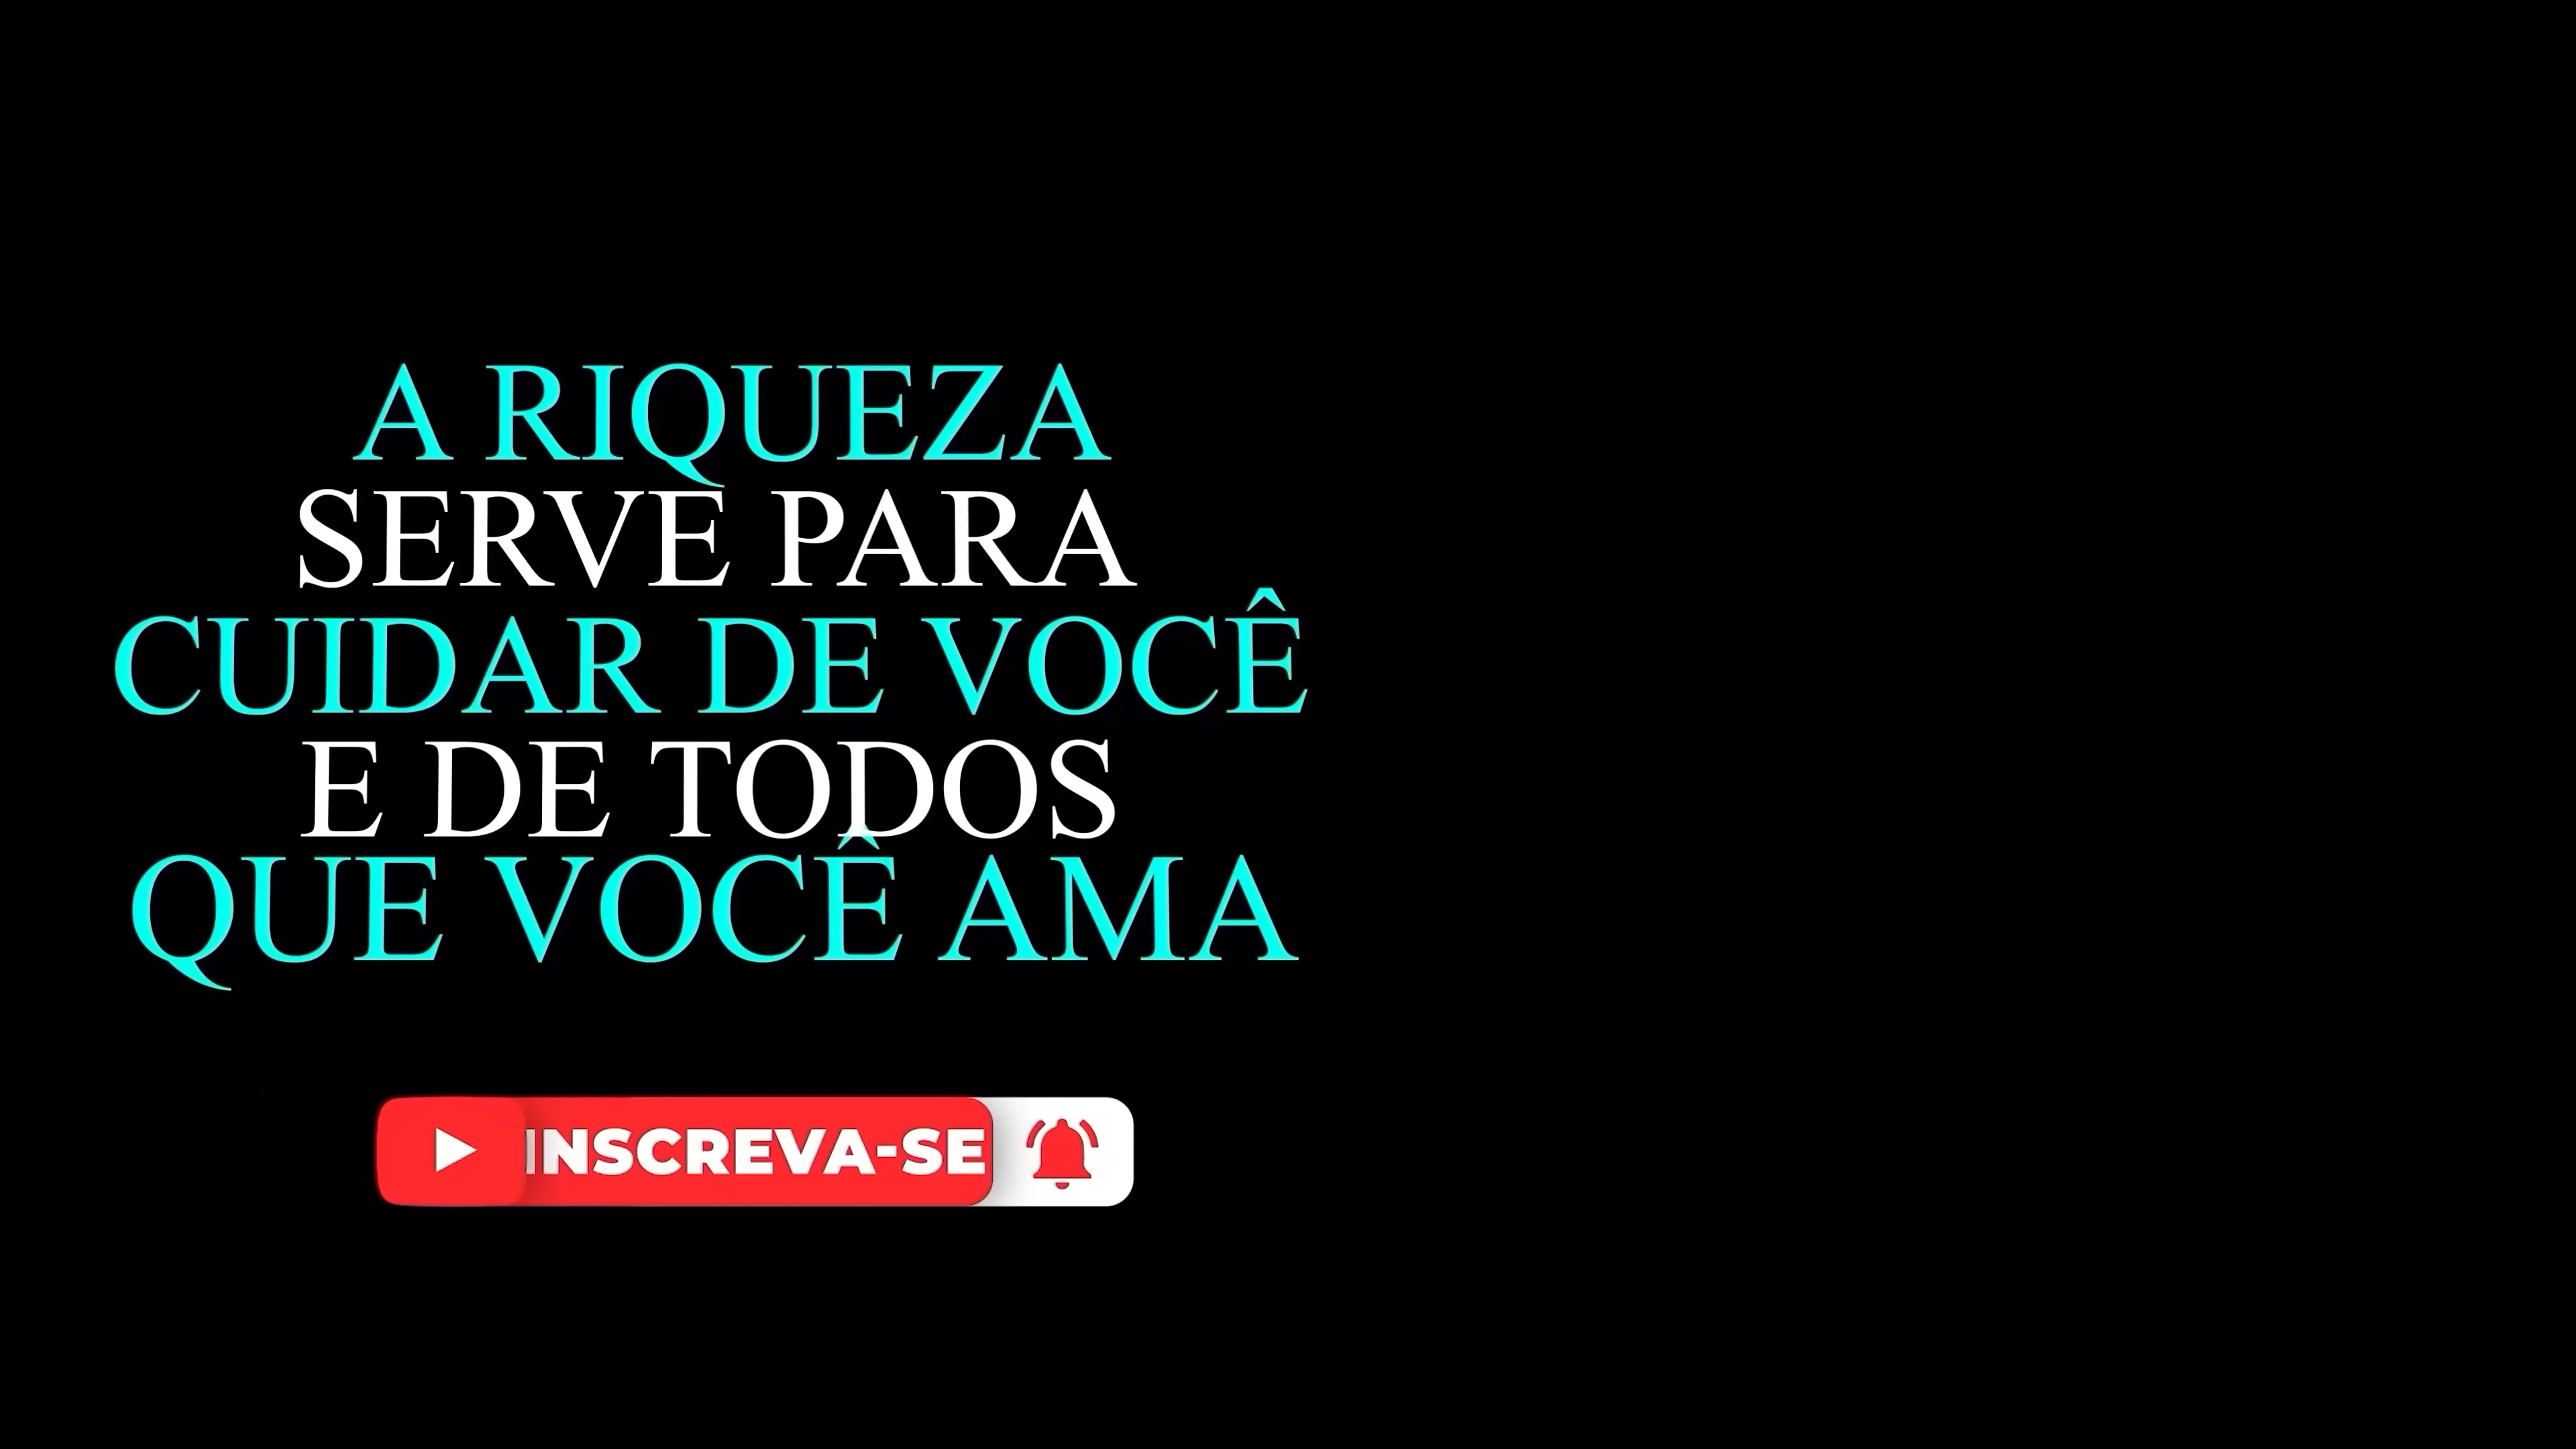 A RIQUEZA
SERVE PARA
CUIDAR DE VOCÊ
E DE TODOS
QUE VOCÊ AMA
INSCREVA-SE